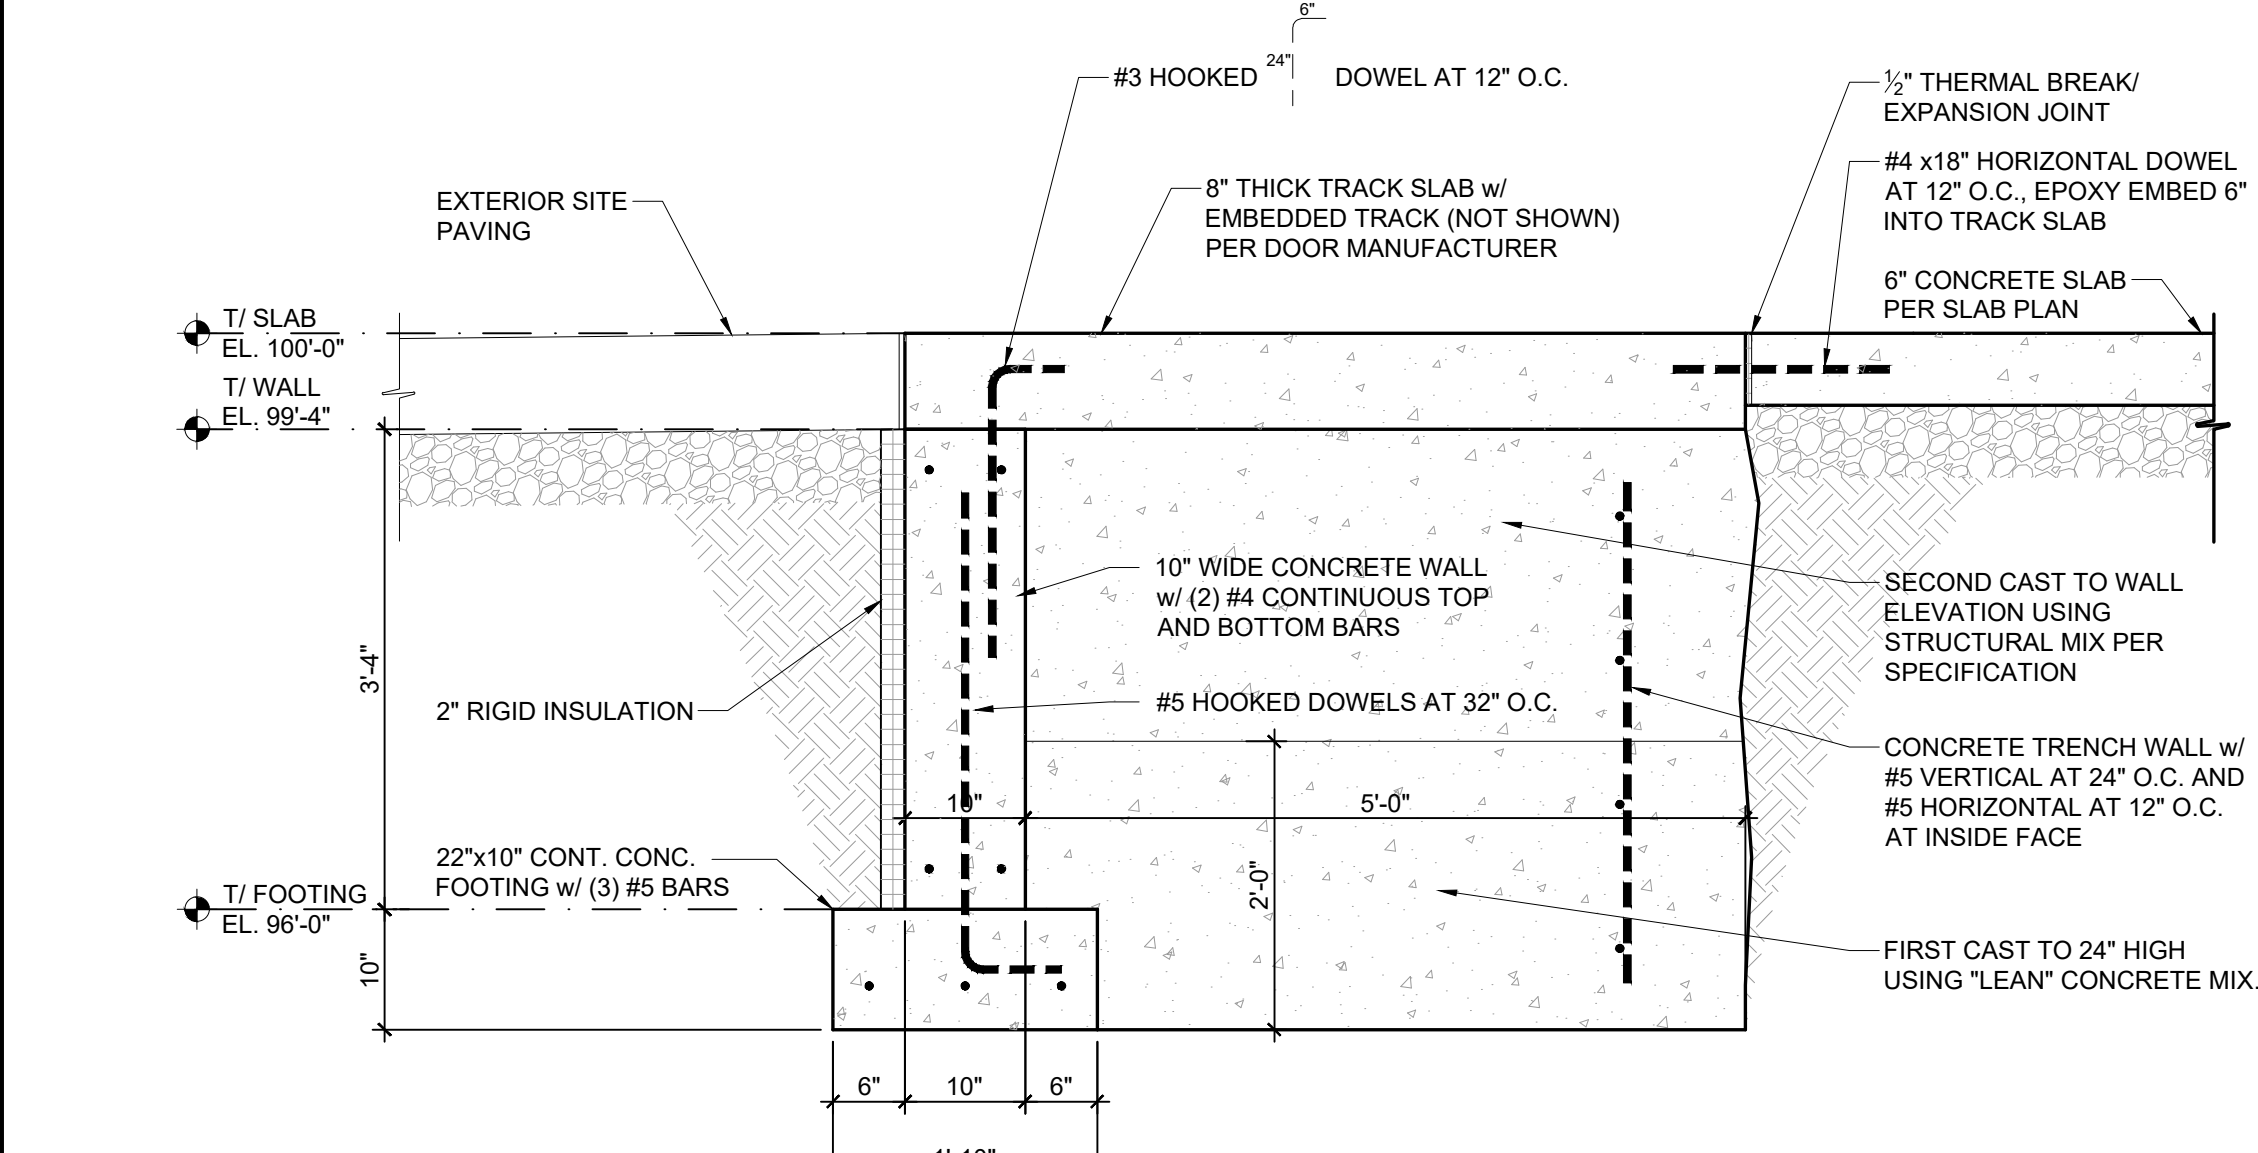 6"
24"
#3 HOOKED DOWEL AT 12" O.C.
½" THERMAL BREAK/
EXPANSION JOINT
#4 x18" HORIZONTAL DOWEL
AT 12" O.C., EPOXY EMBED 6"
INTO TRACK SLAB
8" THICK TRACK SLAB w/
EMBEDDED TRACK (NOT SHOWN)
PER DOOR MANUFACTURER
EXTERIOR SITE
PAVING
6" CONCRETE SLAB
PER SLAB PLAN
T/ SLAB
EL. 100'-0"
T/ WALL
EL. 99'-4"
10" WIDE CONCRETE WALL
w/ (2) #4 CONTINUOUS TOP
AND BOTTOM BARS
SECOND CAST TO WALL
ELEVATION USING
STRUCTURAL MIX PER
SPECIFICATION
3'-4"
2" RIGID INSULATION
#5 HOOKED DOWELS AT 32" O.C.
CONCRETE TRENCH WALL w/
#5 VERTICAL AT 24" O.C. AND
#5 HORIZONTAL AT 12" O.C.
AT INSIDE FACE
10"
5'-0"
22"x10" CONT. CONC.
FOOTING w/ (3) #5 BARS
2'-0"
T/ FOOTING
EL. 96'-0"
10"
FIRST CAST TO 24" HIGH
USING "LEAN" CONCRETE MIX.
6"
10"
6"